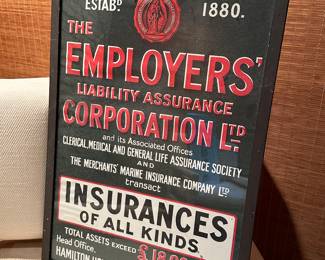 ESTABD 1880.
THE
EMPLOYERS'
LIABILITY ASSURANCE
CORPORATION LTD
and its Associated Offices
CLERICAL, MEDICAL AND GENERAL LIFE ASSURANCE SOCIETY
AND
THE MERCHANTS' MARINE INSURANCE COMPANY LTD
transact
INSURANCES
OF ALL KINDS.
TOTAL ASSETS EXCEED £
Head Office.
HAMILTON